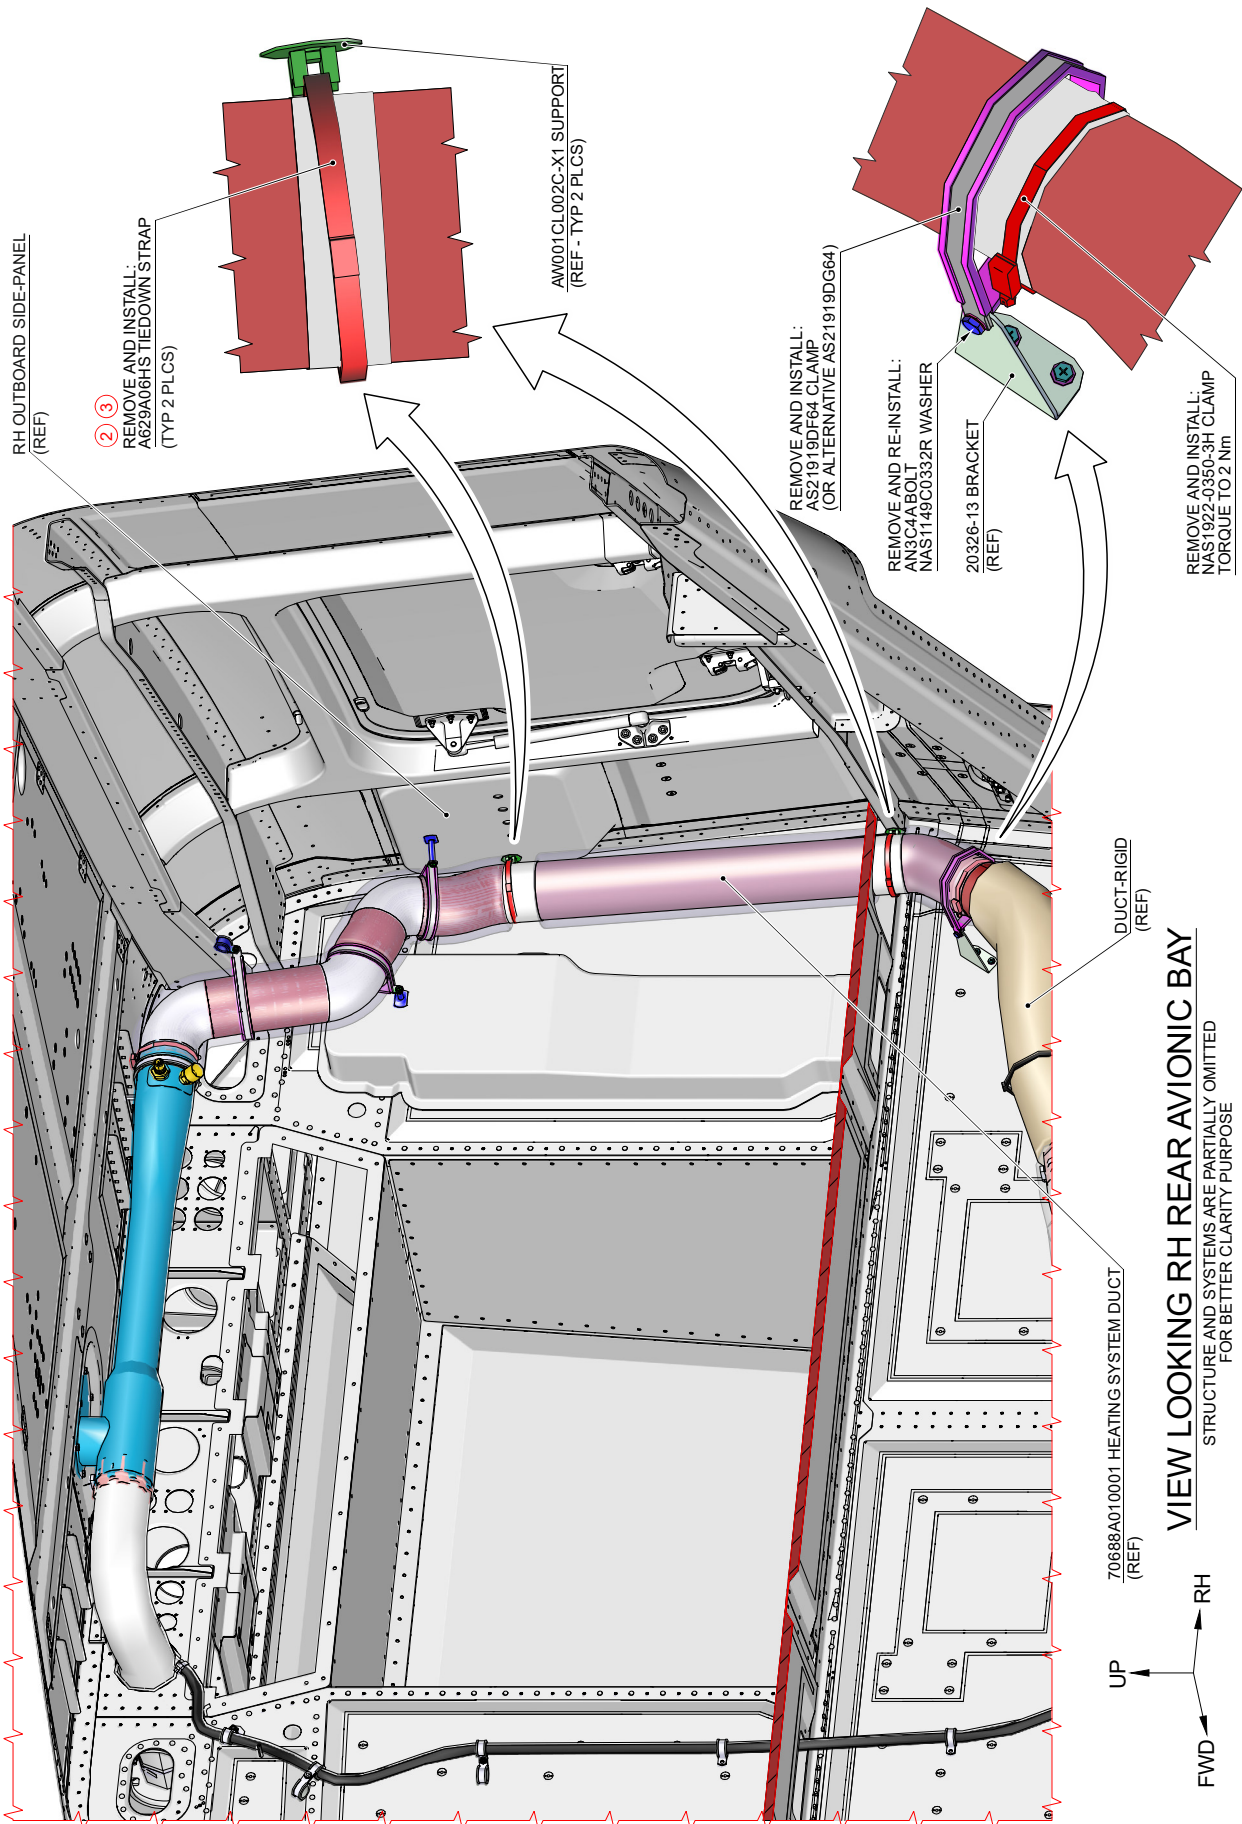 RH OUTBOARD SIDE-PANEL
(REF)
2 3
REMOVE AND INSTALL:
A629A06HS TIEDOWN STRAP
(TYP 2 PLCS)
AW001CL002C-X1 SUPPORT
(REF - TYP 2 PLCS)
REMOVE AND INSTALL:
AS21919DF64 CLAMP
(OR ALTERNATIVE AS21919DG64)
REMOVE AND RE-INSTALL:
AN3C4A BOLT
NAS1149C0332R WASHER
20326-13 BRACKET
(REF)
REMOVE AND INSTALL:
NAS1922-0350-3H CLAMP
TORQUE TO 2 Nm
DUCT-RIGID
(REF)
70688A010001 HEATING SYSTEM DUCT
(REF)
VIEW LOOKING RH REAR AVIONIC BAY
STRUCTURE AND SYSTEMS ARE PARTIALLY OMITTED
FOR BETTER CLARITY PURPOSE
UP
RH
FWD